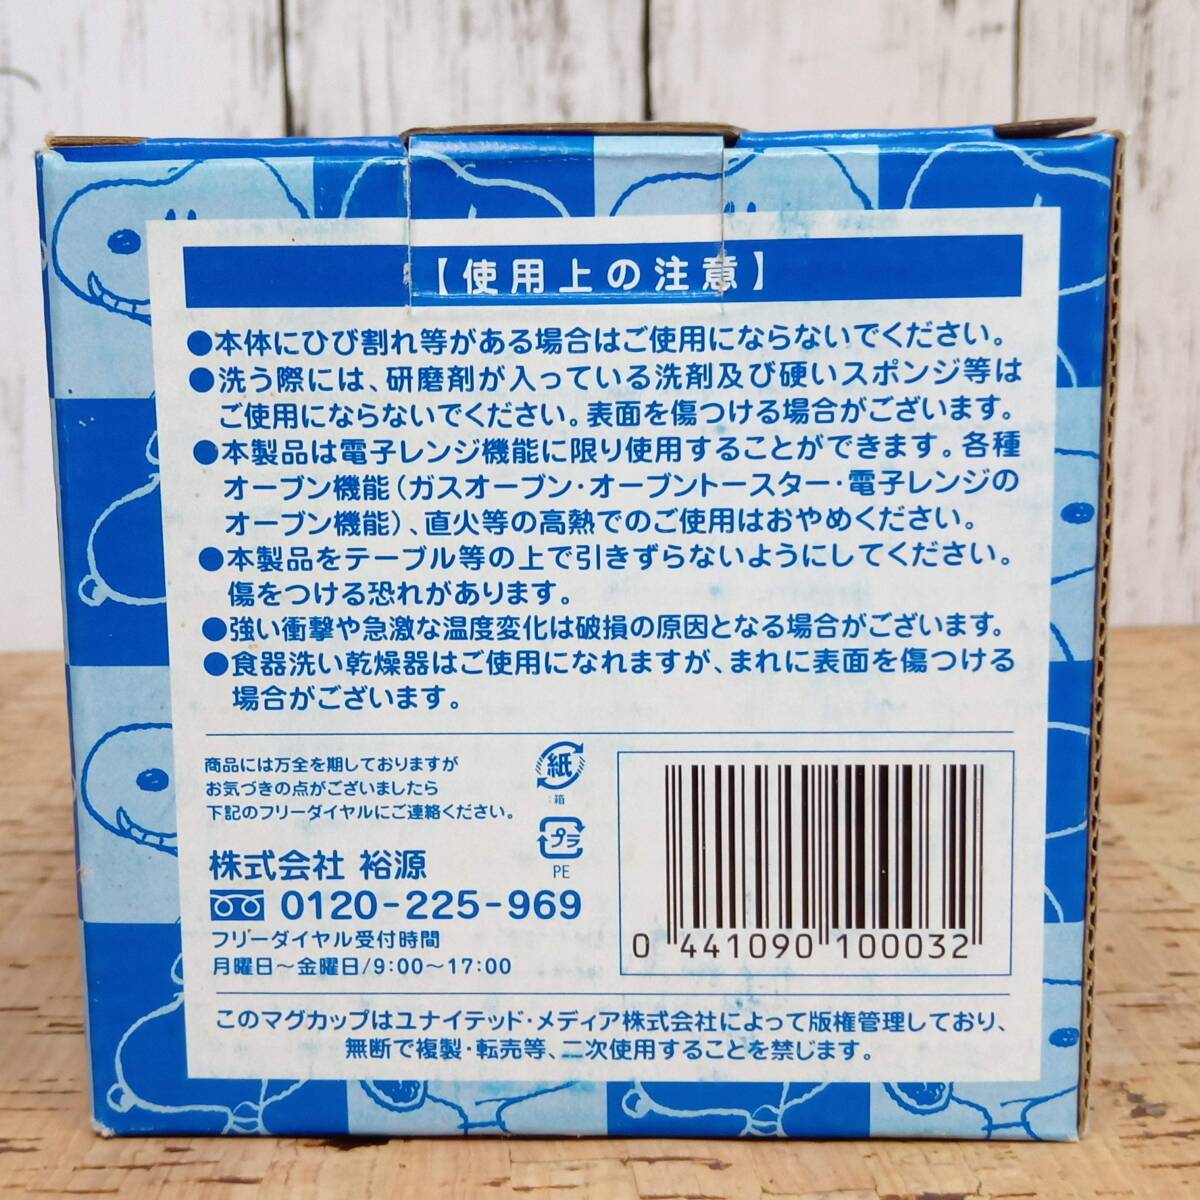 【使用上の注意】
●本体にひび割れ等がある場合はご使用にならないでください。
●洗う際には、研磨剤が入っている洗剤及び硬いスポンジ等は
ご使用にならないでください。表面を傷つける場合がございます。
●本製品は電子レンジ機能に限り使用することができます。各種
オーブン機能（ガスオーブン・オーブントースター・電子レンジの
オーブン機能）、直火等の高熱でのご使用はおやめください。
●本製品をテーブル等の上で引きずらないようにしてください。
傷をつける恐れがあります。
●強い衝撃や急激な温度変化は破損の原因となる場合がございます。
●食器洗い乾燥器はご使用になれますが、まれに表面を傷つける
場合がございます。
商品には万全を期しておりますが
お気づきの点がございましたら
下記のフリーダイヤルにご連絡ください。
株式会社 裕源
0120-225-969
フリーダイヤル受付時間
月曜日〜金曜日/9:00〜17:00
紙
:箱
プラ
PE
0 441090 100032
このマグカップはユナイテッド・メディア株式会社によって版権管理しており、
無断で複製・転売等、二次使用することを禁じます。